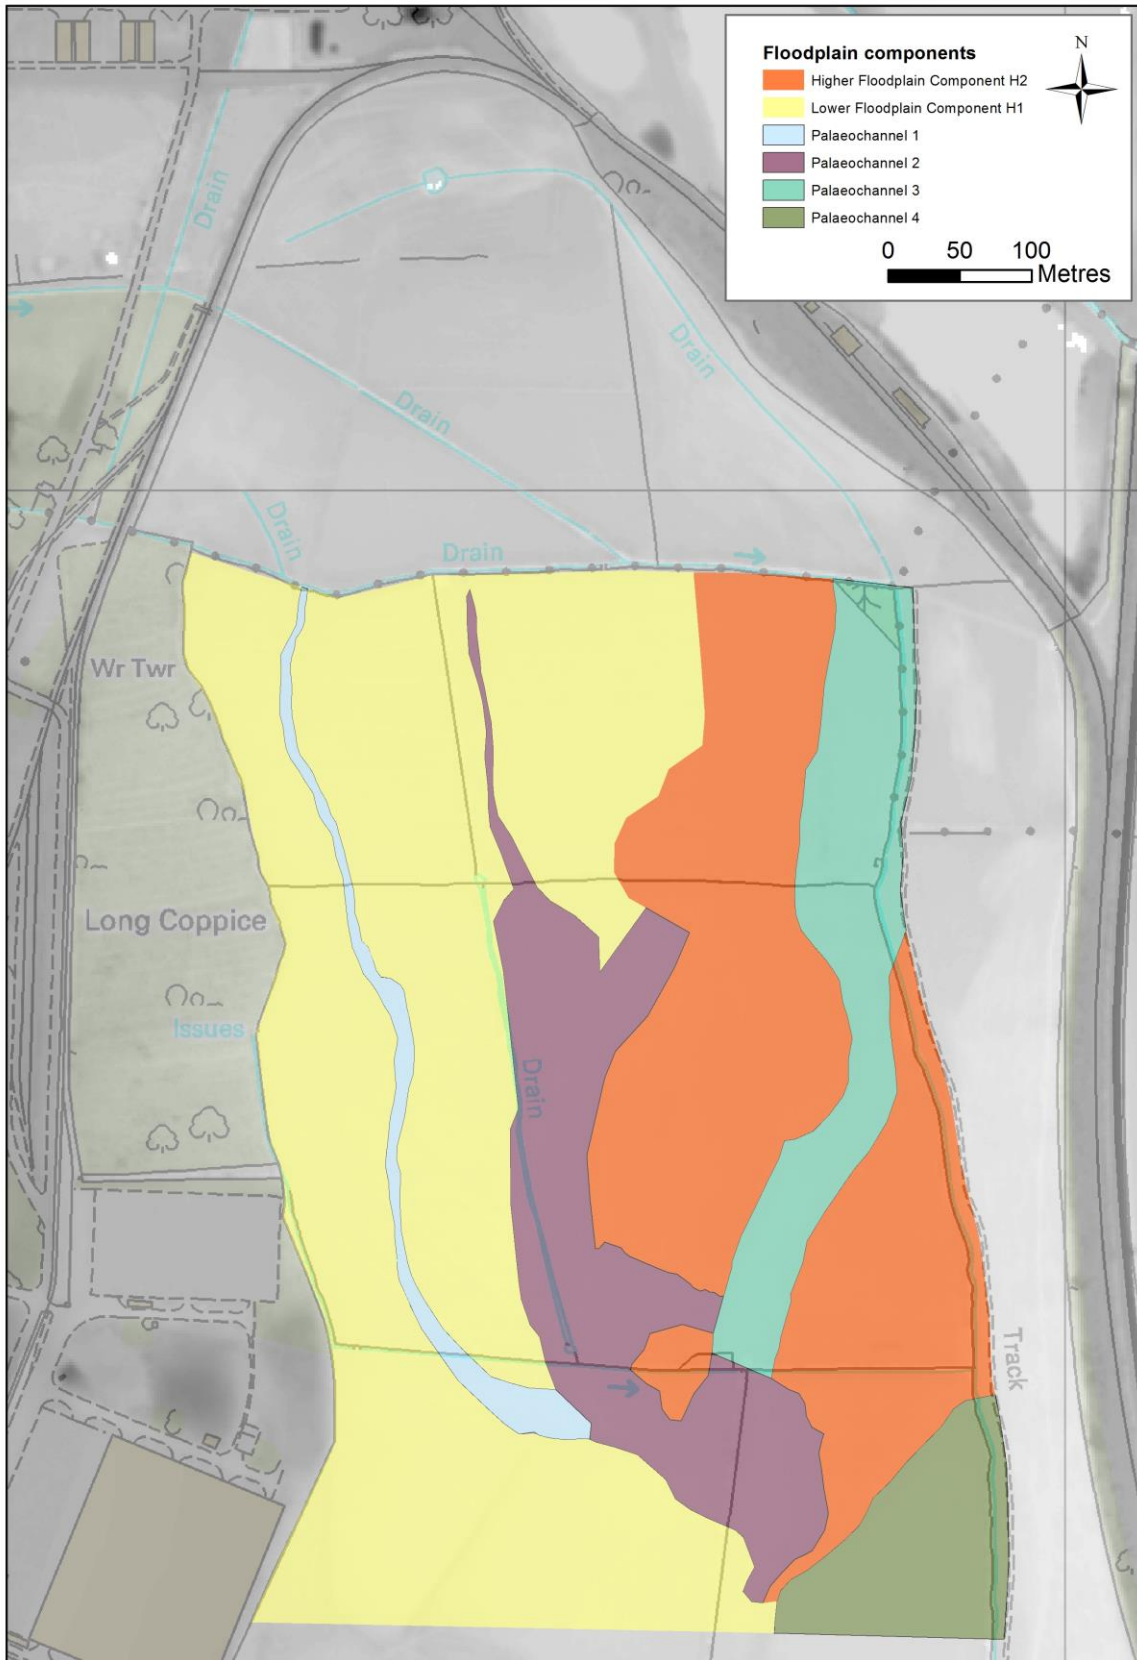 Floodplain components
N
Higher Floodplain Component H2
Lower Floodplain Component H1
Palaeochannel 1
Palaeochannel 2
Palaeochannel 3
Palaeochannel 4
0 50 100
Metres
Drain
Drain
Drain
Drain
Drain
Wr Twr
Long Coppice
Issues
Drain
Track